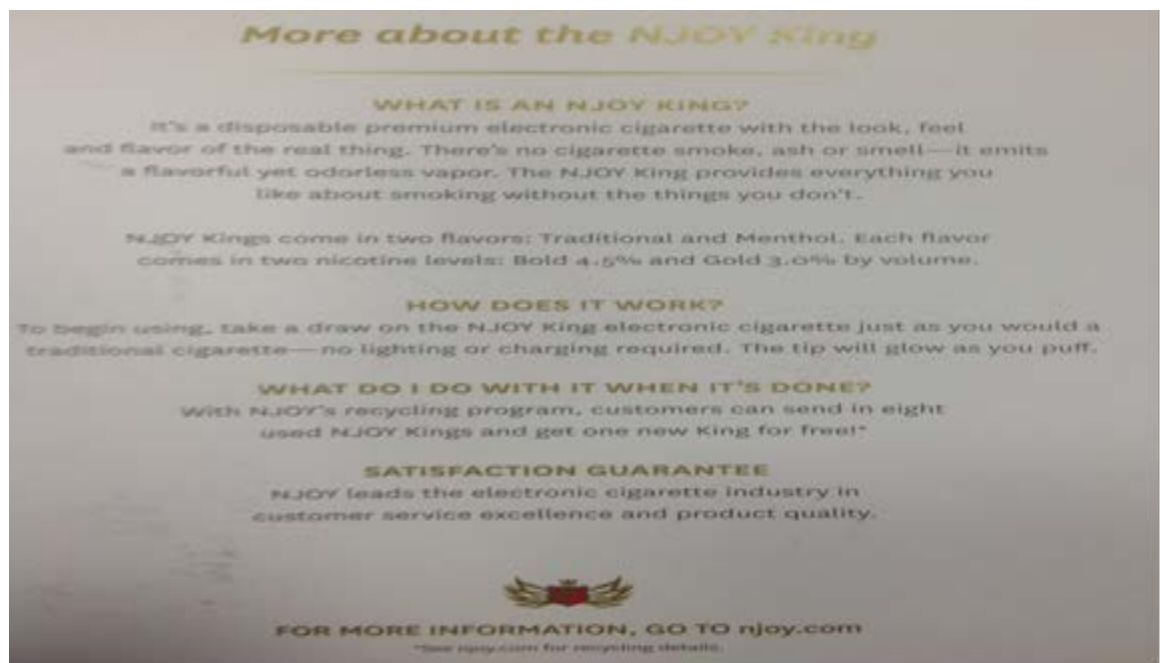 More about the NJOY King
WHAT IS AN NJOY KING?
It's a disposable premium electronic cigarette with the look, feel
and flavor of the real thing. There's no cigarette smoke, ash or smell—it emits
a flavorful yet odorless vapor. The NJOY King provides everything you
like about smoking without the things you don't.
NJOY Kings come in two flavors: Traditional and Menthol. Each flavor
comes in two nicotine levels: Bold 4.5% and Gold 3.0% by volume.
HOW DOES IT WORK?
To begin using, take a draw on the NJOY King electronic cigarette just as you would a
traditional cigarette—no lighting or charging required. The tip will glow as you puff.
WHAT DO I DO WITH IT WHEN IT'S DONE?
With NJOY's recycling program, customers can send in eight
used NJOY Kings and get one new King for free!*
SATISFACTION GUARANTEE
NJOY leads the electronic cigarette industry in
customer service excellence and product quality.
FOR MORE INFORMATION, GO TO njoy.com
*See njoy.com for recycling details.